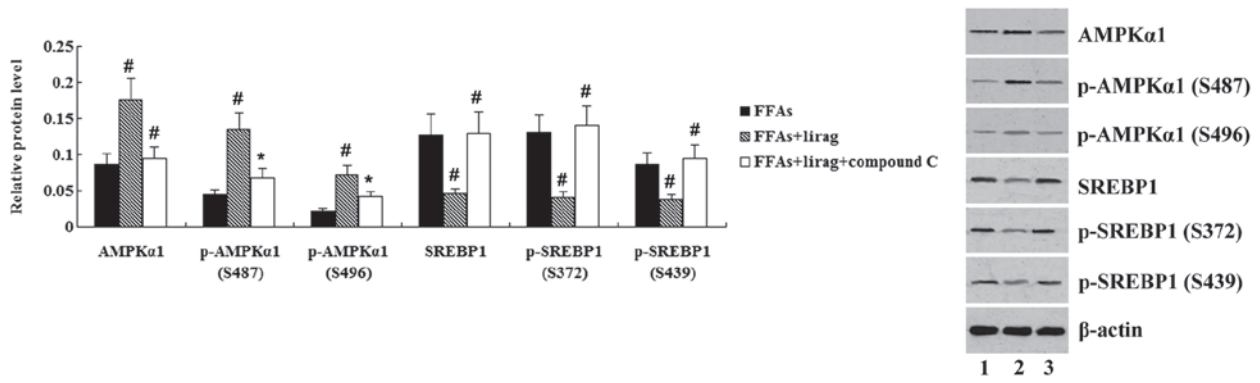 Relative protein level
0.25
0.2
0.15
0.1
0.05
0
# # # * # * # # # # # #
AMPKα1
p-AMPKα1
(S487)
p-AMPKα1
(S496)
SREBP1
p-SREBP1
(S372)
p-SREBP1
(S439)
FFAs
FFAs+lirag
FFAs+lirag+compound C
AMPKα1
p-AMPKα1 (S487)
p-AMPKα1 (S496)
SREBP1
p-SREBP1 (S372)
p-SREBP1 (S439)
β-actin
1 2 3